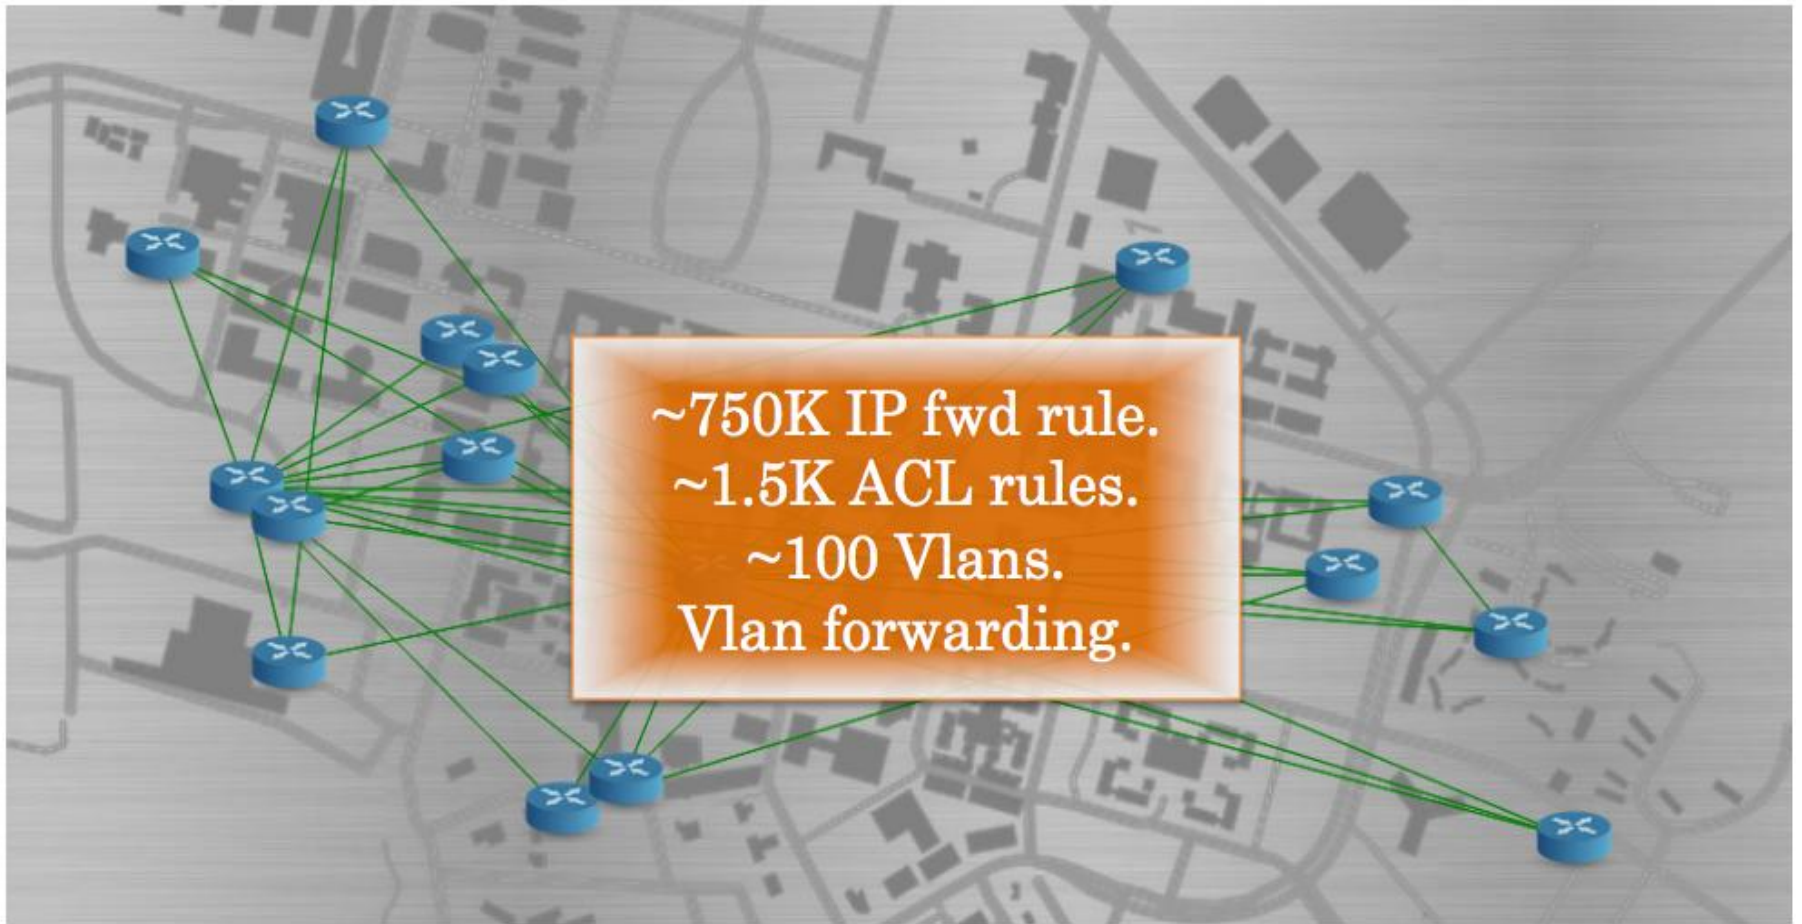 ~750K IP fwd rule.
~1.5K ACL rules.
~100 Vlans.
Vlan forwarding.